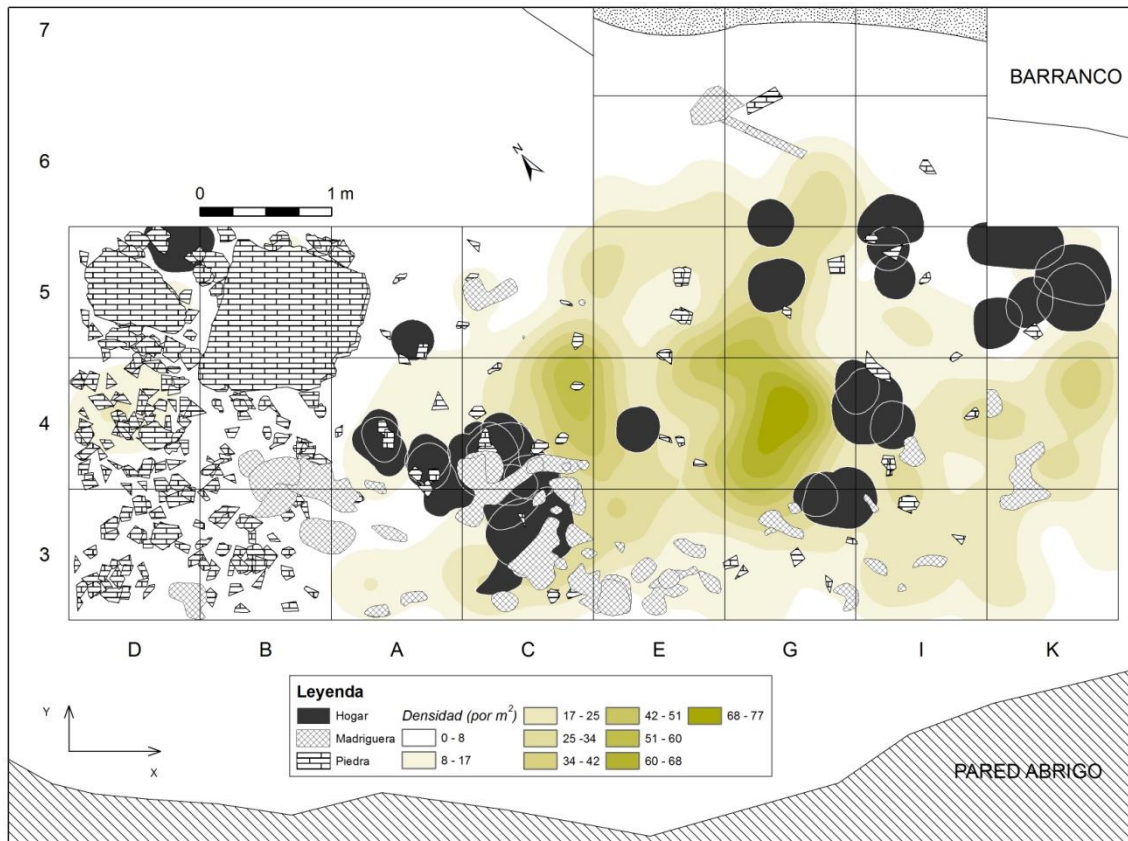 7
BARRANCO
6
N
0 1 m
5
4
3
D B A C E G I K
Leyenda
Hogar
Madriguera
Piedra
Densidad (por m²)
0 - 8
8 - 17
17 - 25
25 -34
34 - 42
42 - 51
51 - 60
60 - 68
68 - 77
Y
X
PARED ABRIGO